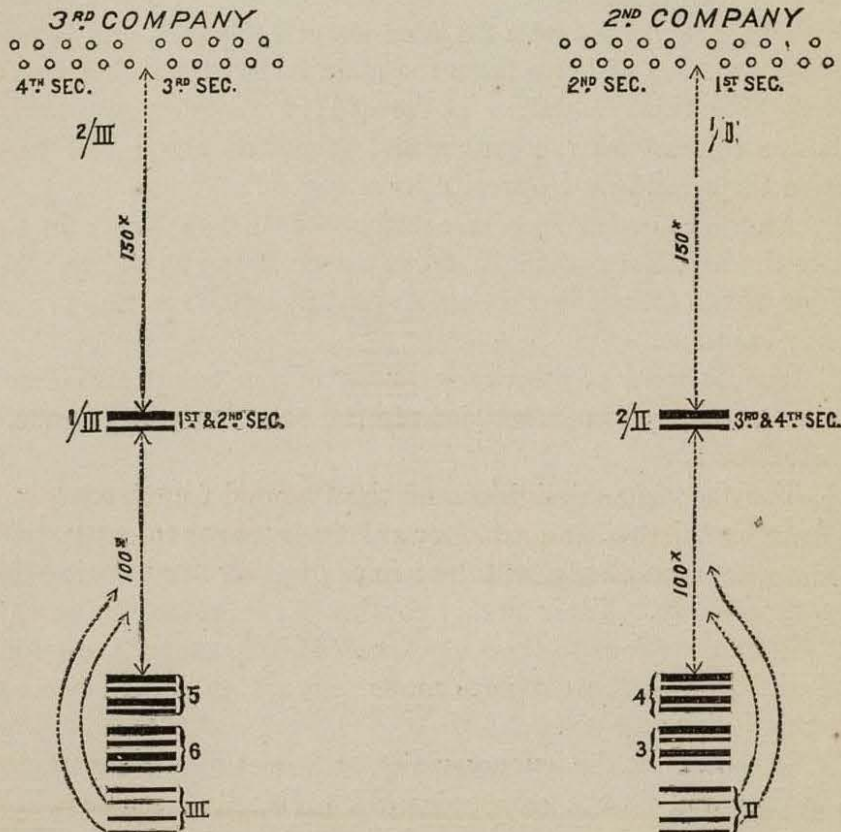 3RD COMPANY 2ND COMPANY
4TH SEC. 3RD SEC. 2ND SEC. 1ST SEC.
2/III
150x 150x
1/III 1ST & 2ND SEC. 2/II 3RD & 4TH SEC.
100x 100x
5 4
6 3
III II